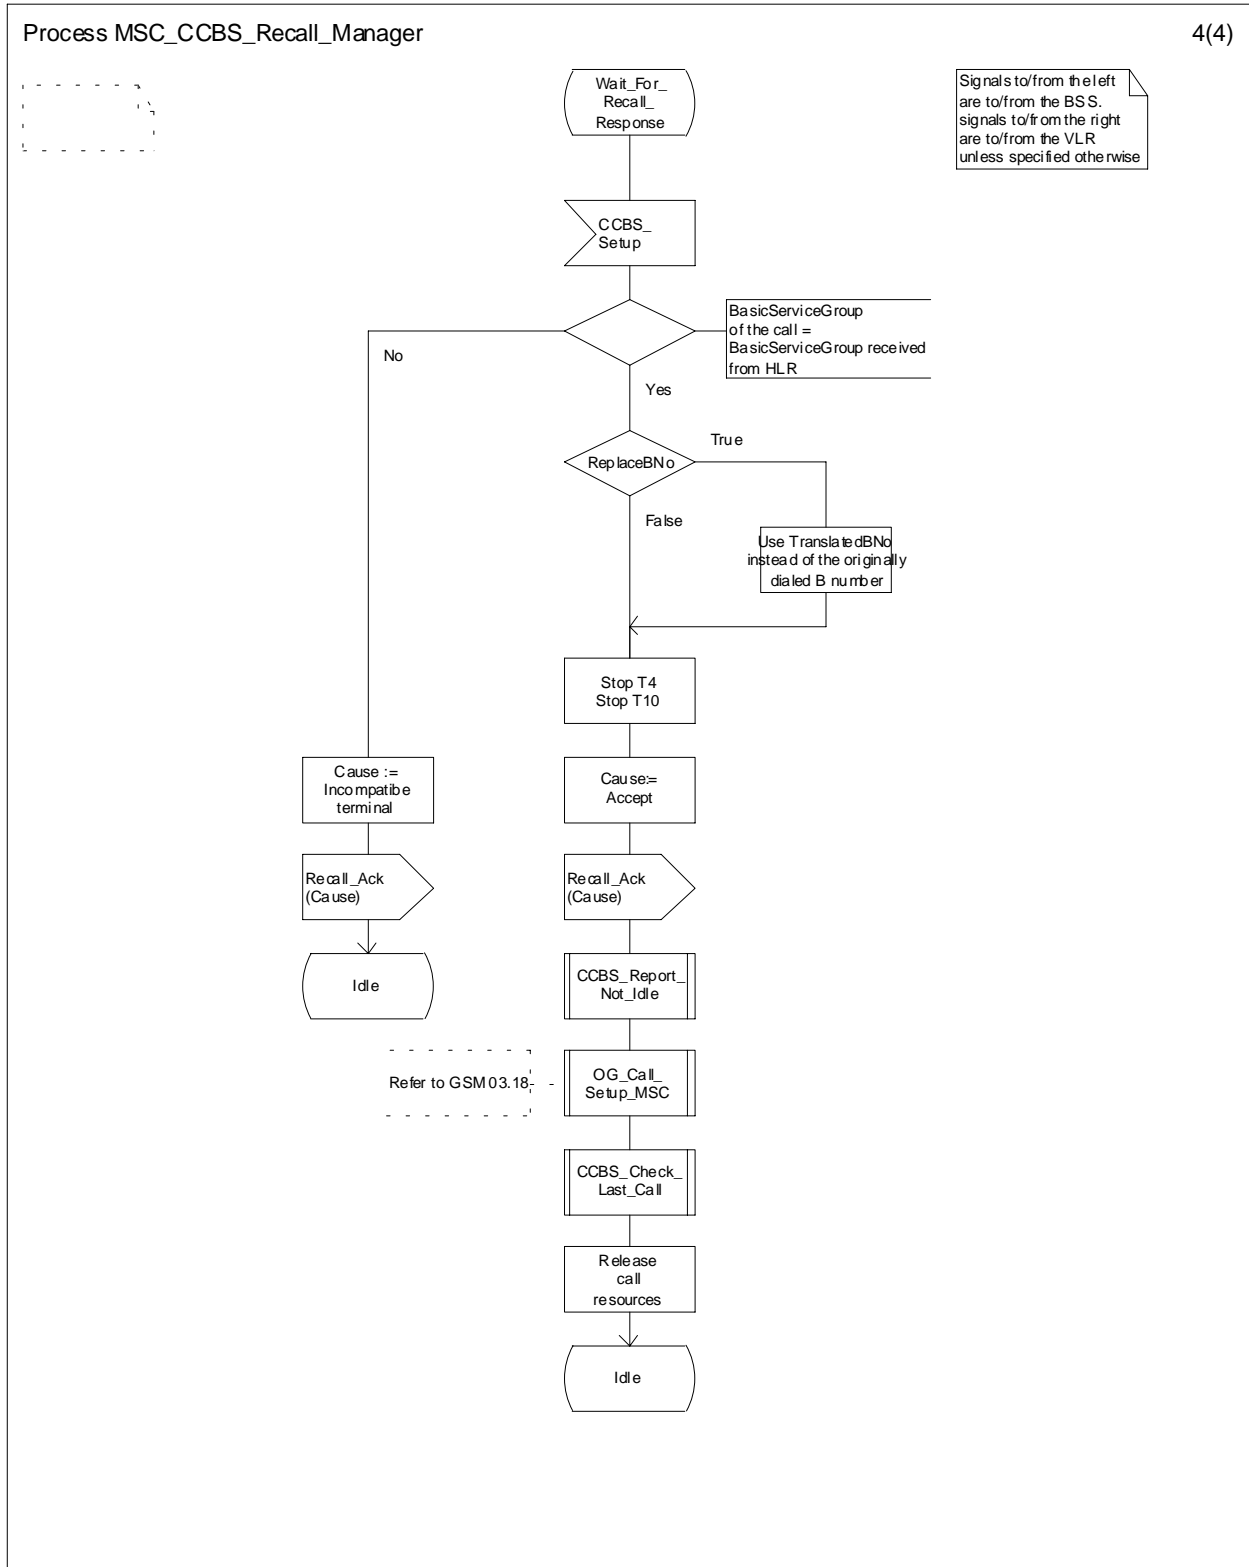 Process MSC_CCBS_Recall_Manager
4(4)
Wait_For_
Recall_
Response
Signals to/from the left
are to/from the BSS.
signals to/from the right
are to/from the VLR
unless specified otherwise
CCBS_
Setup
BasicServiceGroup
of the call =
BasicServiceGroup received
from HLR
No
Yes
True
ReplaceBNo
False
Use TranslatedBNo
instead of the originally
dialed B number
Stop T4
Stop T10
Cause :=
Incompatibe
terminal
Cause:=
Accept
Recall_Ack
(Cause)
Recall_Ack
(Cause)
Idle
CCBS_Report_
Not_Idle
Refer to GSM 03.18
OG_Call_
Setup_MSC
CCBS_Check_
Last_Call
Release
call
resources
Idle